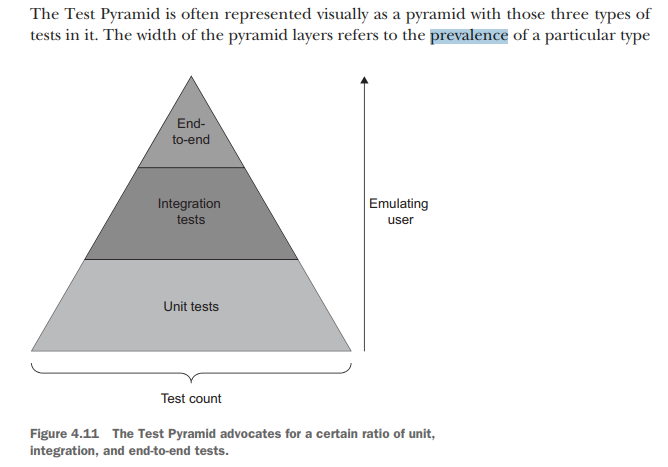 The Test Pyramid is often represented visually as a pyramid with those three types of
tests in it. The width of the pyramid layers refers to the prevalence of a particular type
End-
to-end
Integration
tests
Emulating
user
Unit tests
Test count
Figure 4.11 The Test Pyramid advocates for a certain ratio of unit,
integration, and end-to-end tests.